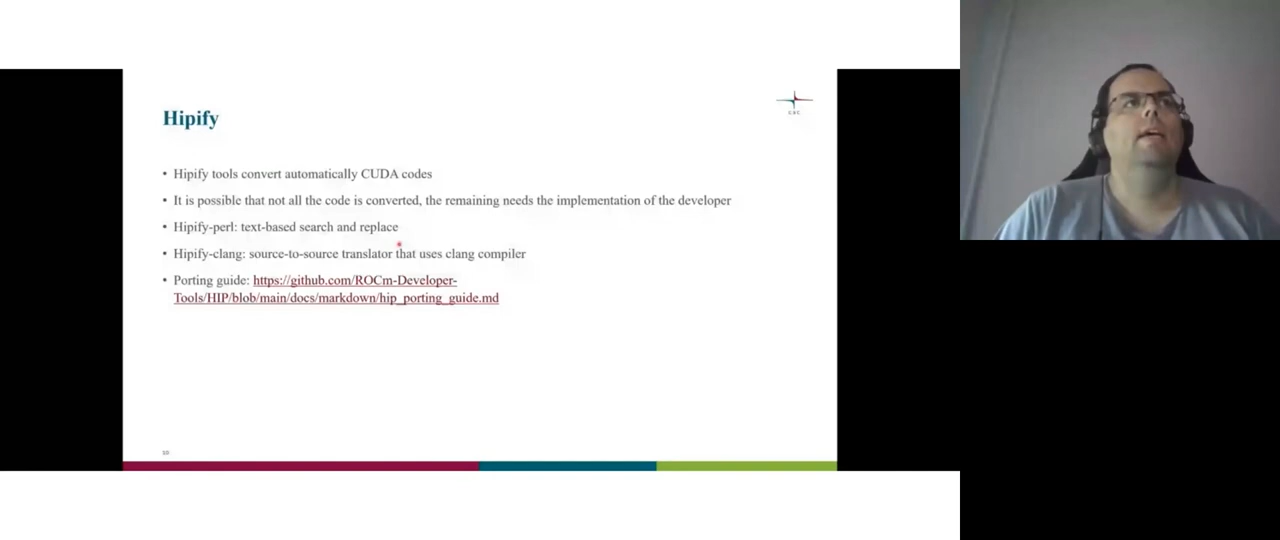 Hipify
CSC
• Hipify tools convert automatically CUDA codes
• It is possible that not all the code is converted, the remaining needs the implementation of the developer
• Hipify-perl: text-based search and replace
• Hipify-clang: source-to-source translator that uses clang compiler
• Porting guide: https://github.com/ROCm-Developer-
Tools/HIP/blob/main/docs/markdown/hip_porting_guide.md
10